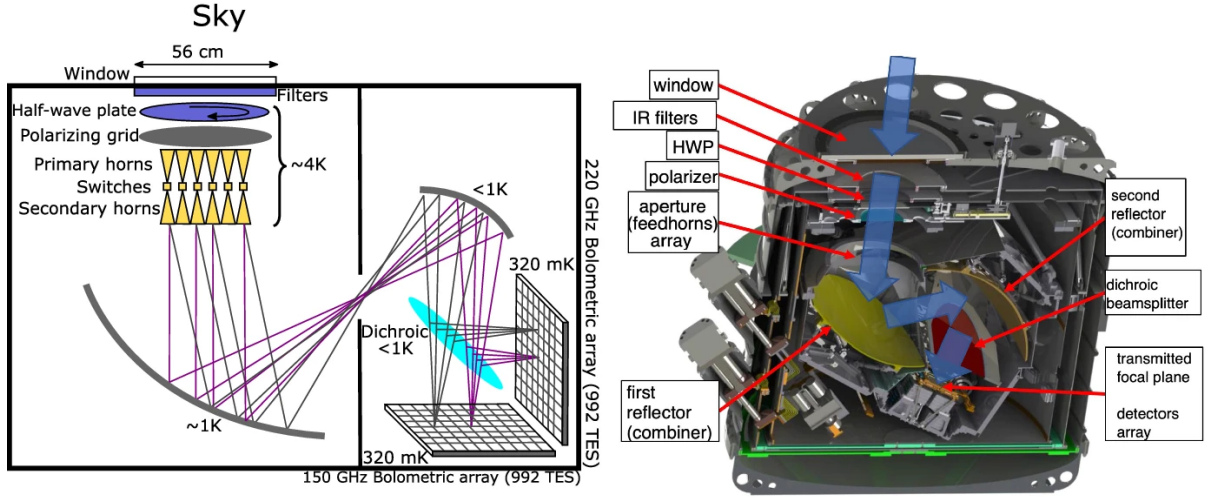 Sky
56 cm
Window
Filters
Half-wave plate
Polarizing grid
~4K
Primary horns
Switches
Secondary horns
<1K
320 mK
Dichroic
<1K
~1K
320 mK
220 GHz Bolometric array (992 TES)
150 GHz Bolometric array (992 TES)
window
IR filters
HWP
polarizer
aperture
(feedhorns)
array
first
reflector
(combiner)
second
reflector
(combiner)
dichroic
beamsplitter
transmitted
focal plane
detectors
array